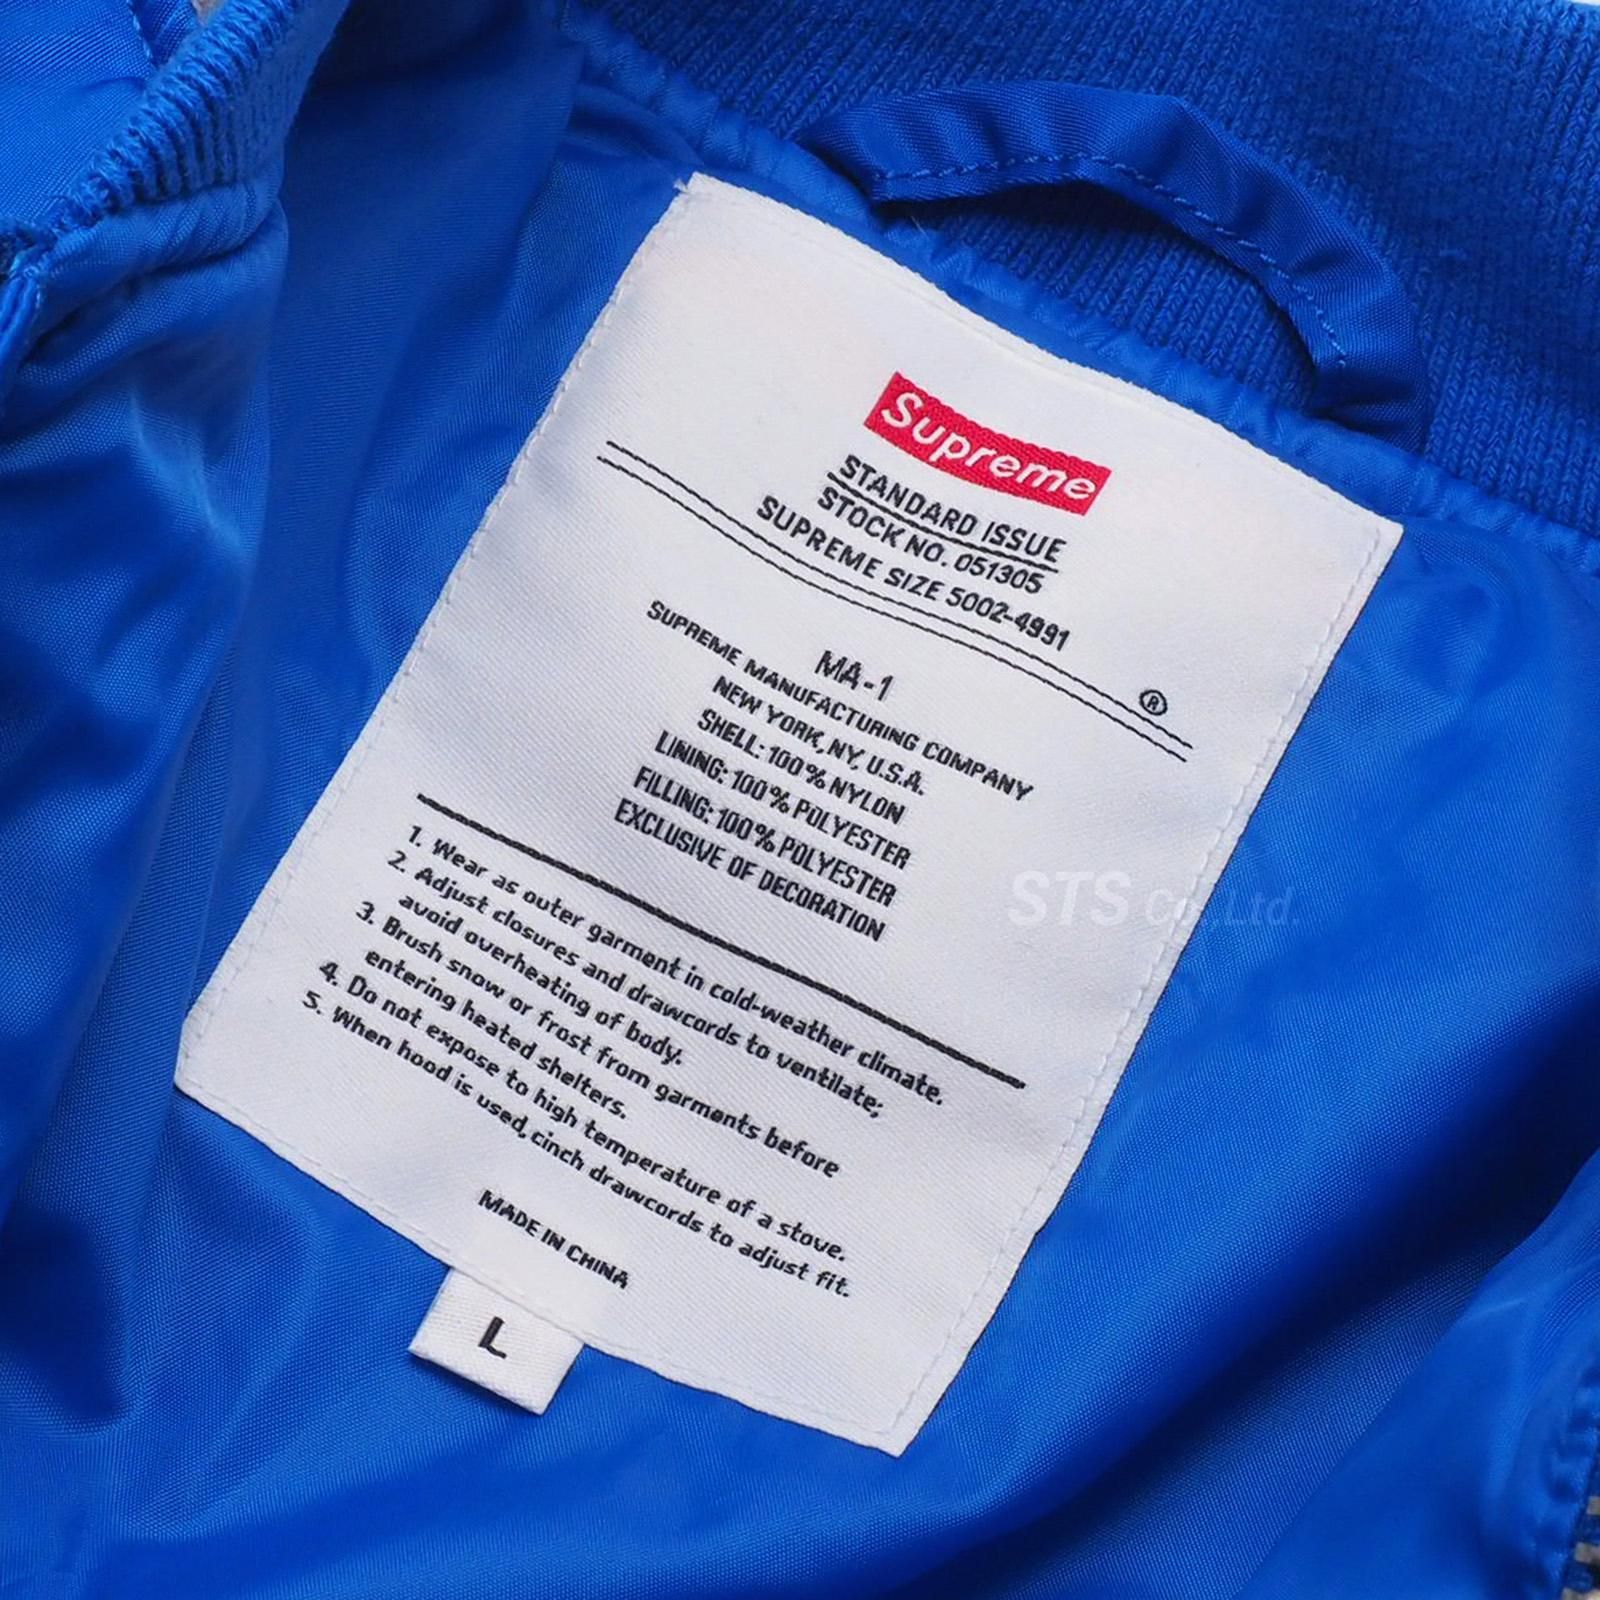 Supreme
STANDARD ISSUE
STOCK NO. 051305
SUPREME SIZE 5002-4991
®
MA-1
SUPREME MANUFACTURING COMPANY
NEW YORK, NY, U.S.A.
SHELL: 100% NYLON
LINING: 100% POLYESTER
FILLING: 100% POLYESTER
EXCLUSIVE OF DECORATION
1. Wear as outer garment in cold-weather climate.
2. Adjust closures and drawcords to ventilate;
avoid overheating of body.
3. Brush snow or frost from garments before
entering heated shelters.
4. Do not expose to high temperature of a stove.
5. When hood is used, cinch drawcords to adjust fit.
MADE IN CHINA
L
STS Co., Ltd.